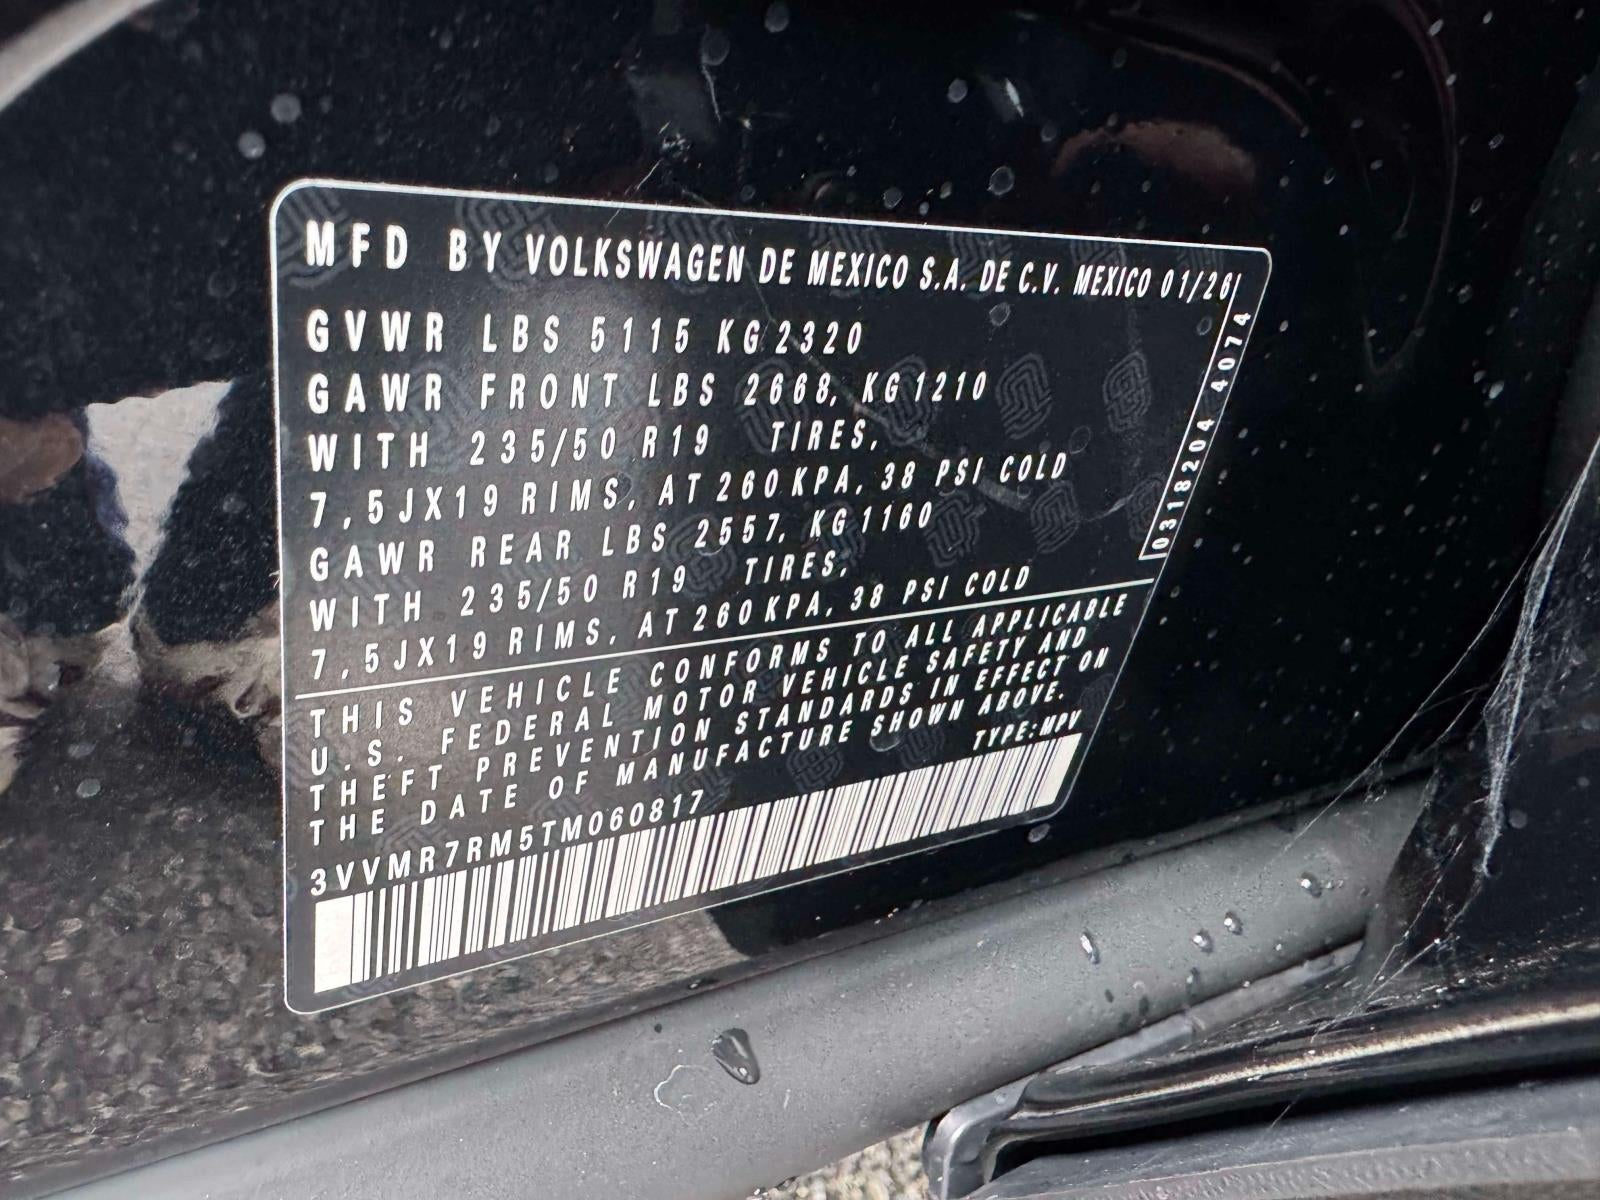 MFD BY VOLKSWAGEN DE MEXICO S.A. DE C.V. MEXICO 01/26
GVWR LBS 5115 KG 2320
GAWR FRONT LBS 2668, KG 1210
WITH 235/50 R19 TIRES,
7,5JX19 RIMS, AT 260 KPA, 38 PSI COLD
GAWR REAR LBS 2557, KG 1160
WITH 235/50 R19 TIRES,
7,5JX19 RIMS, AT 260 KPA, 38 PSI COLD
0318204 4074
THIS VEHICLE CONFORMS TO ALL APPLICABLE
U.S. FEDERAL MOTOR VEHICLE SAFETY AND
THEFT PREVENTION STANDARDS IN EFFECT ON
THE DATE OF MANUFACTURE SHOWN ABOVE.
TYPE:MPV
3VVMR7RM5TM060817